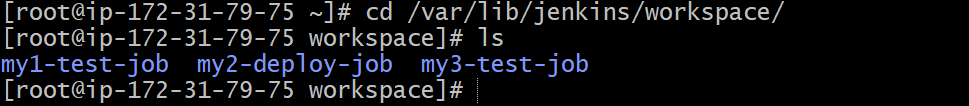 [root@ip-172-31-79-75 ~]# cd /var/lib/jenkins/workspace/
[root@ip-172-31-79-75 workspace]# ls
my1-test-job  my2-deploy-job  my3-test-job
[root@ip-172-31-79-75 workspace]#